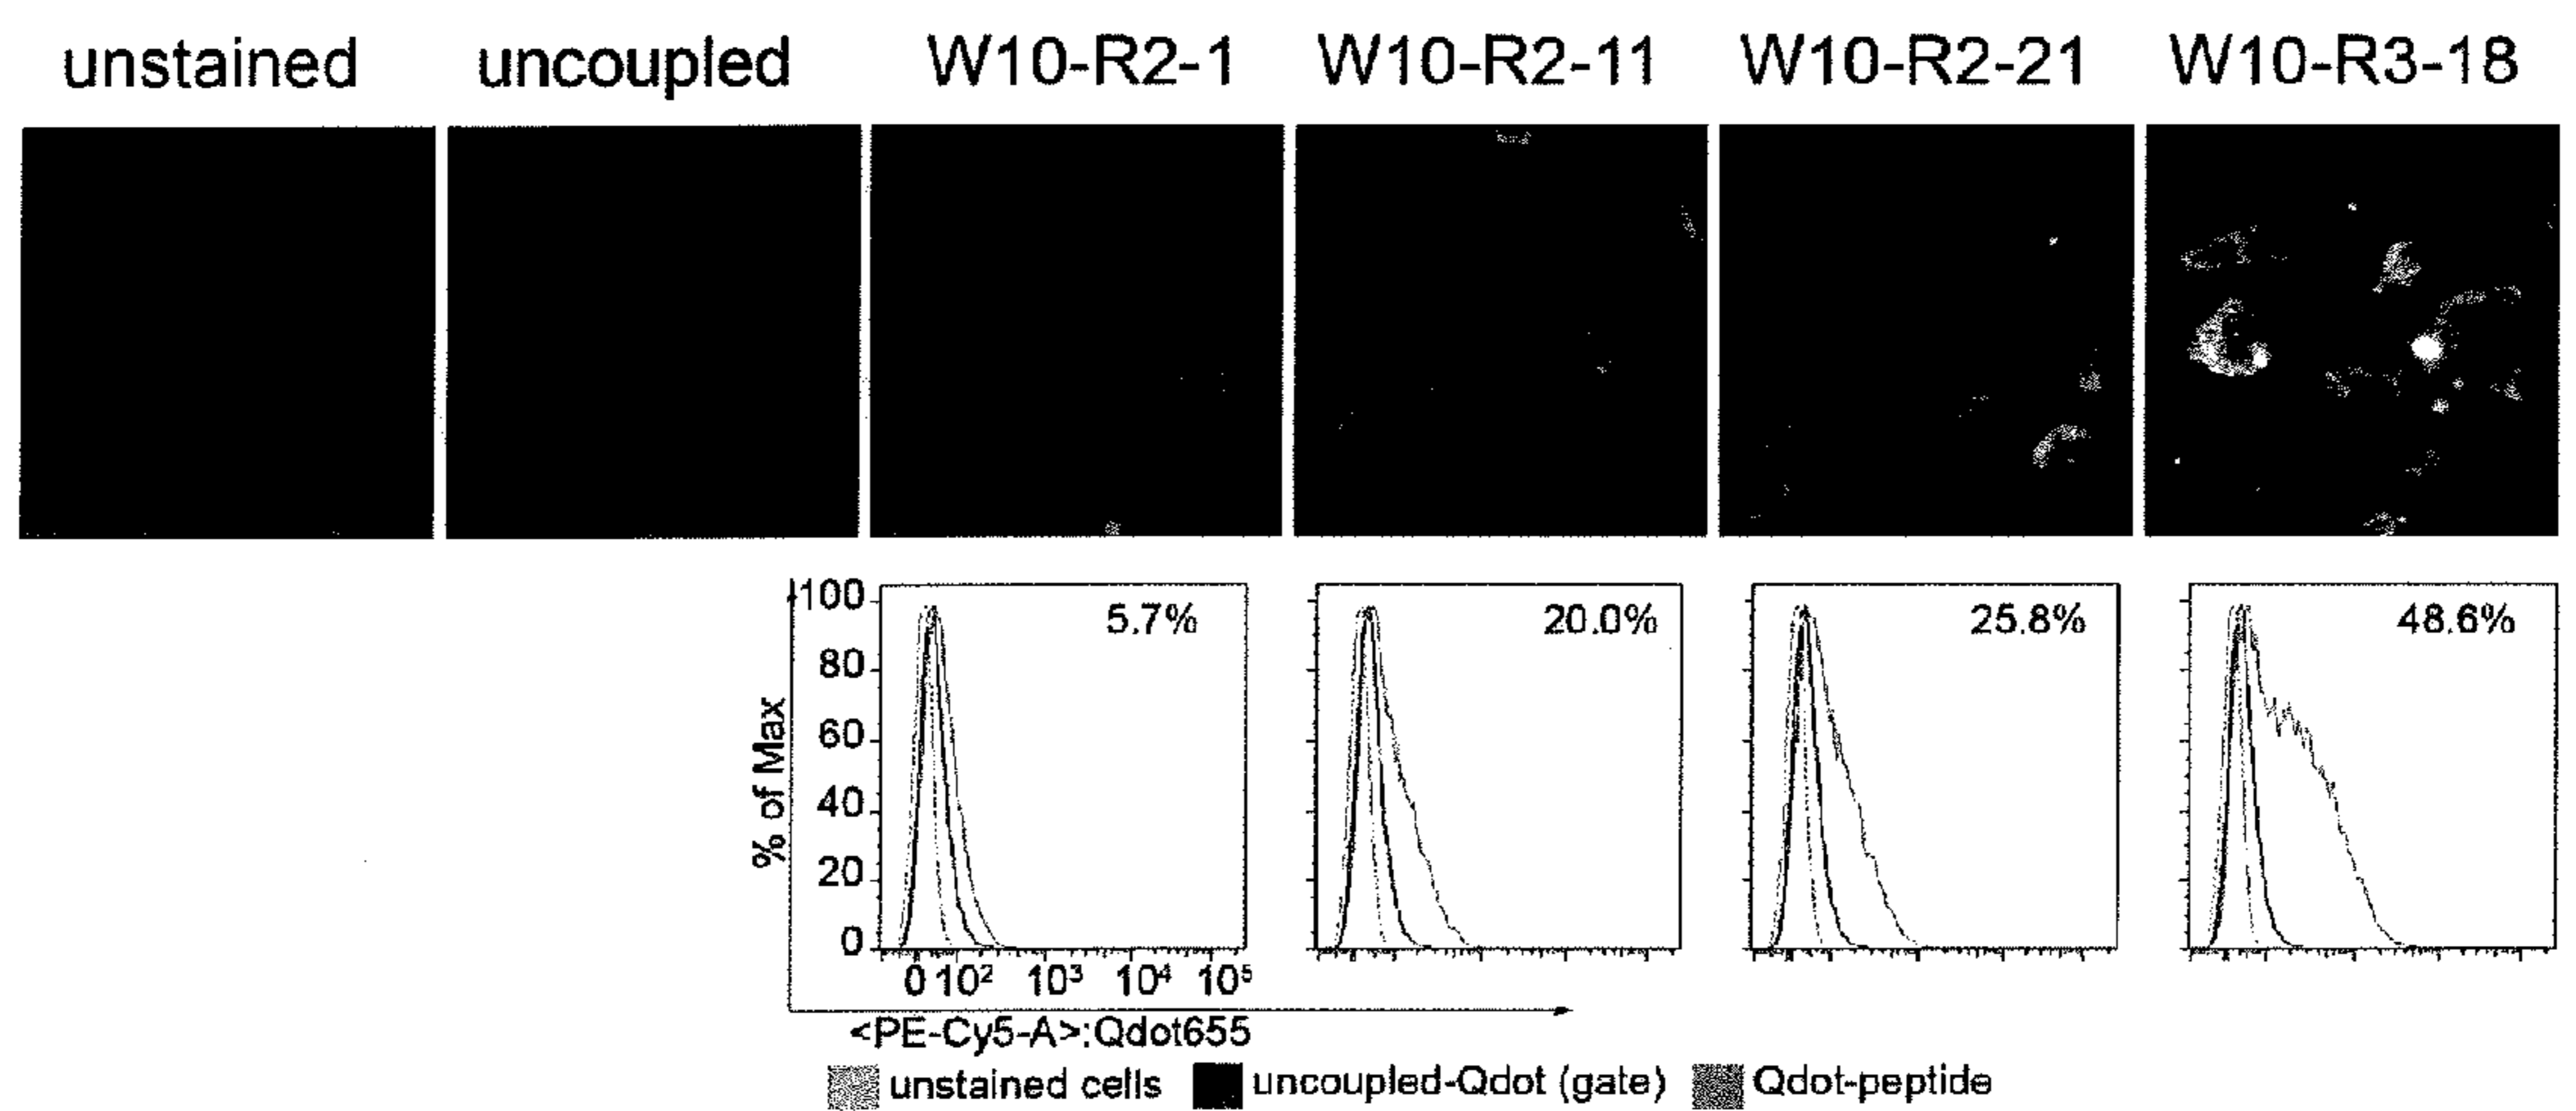 unstained uncoupled W10-R2-1 W10-R2-11 W10-R2-21 W10-R3-18
100 5.7% 20.0% 25.8% 48.6%
80
60
40
20
0
% of Max
0 10² 10³ 10⁴ 10⁵
<PE-Cy5-A>:Qdot655
unstained cells uncoupled-Qdot (gate) Qdot-peptide